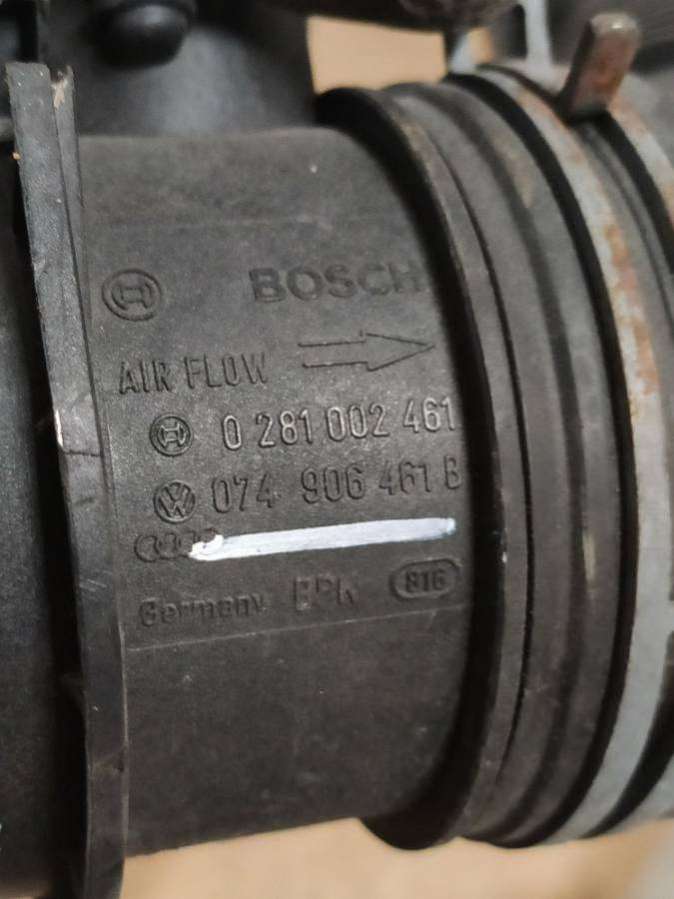 BOSCH
AIR FLOW
0 281 002 461
074 906 461 B
Germany
816